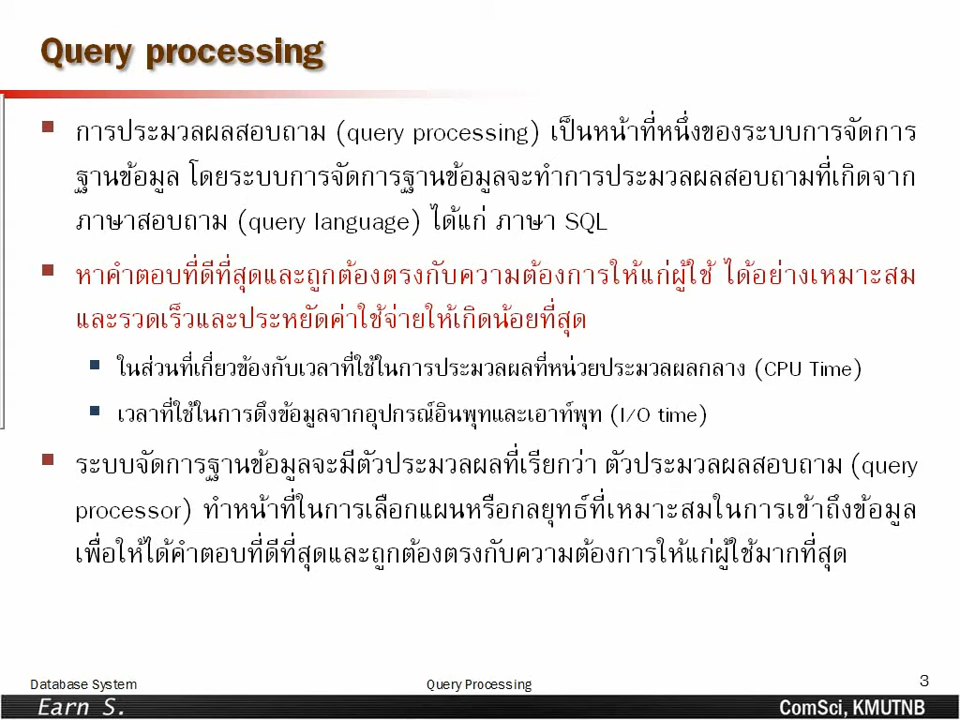 Query processing
การประมวลผลสอบถาม (query processing) เป็นหน้าที่หนึ่งของระบบการจัดการ
ฐานข้อมูล โดยระบบการจัดการฐานข้อมูลจะทำการประมวลผลสอบถามที่เกิดจาก
ภาษาสอบถาม (query language) ได้แก่ ภาษา SQL
หาคำตอบที่ดีที่สุดและถูกต้องตรงกับความต้องการให้แก่ผู้ใช้ ได้อย่างเหมาะสม
และรวดเร็วและประหยัดค่าใช้จ่ายให้เกิดน้อยที่สุด
ในส่วนที่เกี่ยวข้องกับเวลาที่ใช้ในการประมวลผลที่หน่วยประมวลผลกลาง (CPU Time)
เวลาที่ใช้ในการดึงข้อมูลจากอุปกรณ์อินพุทและเอาท์พุท (I/O time)
ระบบจัดการฐานข้อมูลจะมีตัวประมวลผลที่เรียกว่า ตัวประมวลผลสอบถาม (query
processor) ทำหน้าที่ในการเลือกแผนหรือกลยุทธ์ที่เหมาะสมในการเข้าถึงข้อมูล
เพื่อให้ได้คำตอบที่ดีที่สุดและถูกต้องตรงกับความต้องการให้แก่ผู้ใช้มากที่สุด
Database System
Query Processing
3
Earn S.
ComSci, KMUTNB